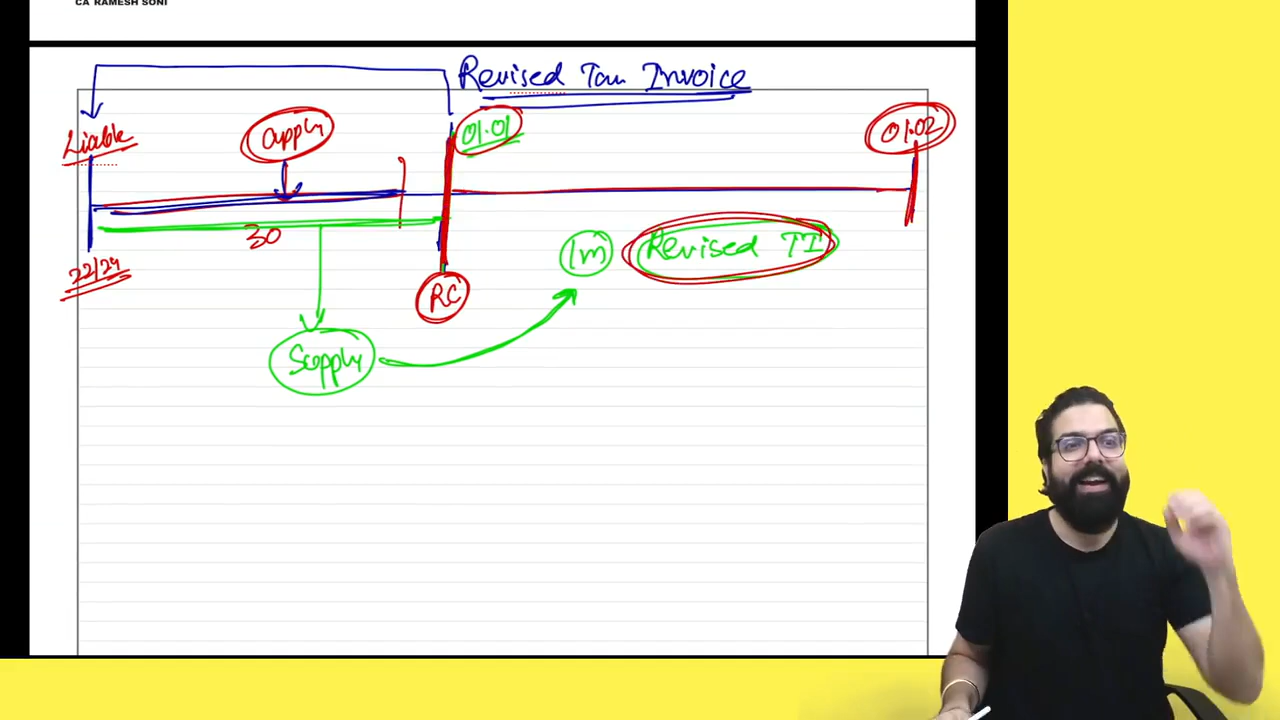 CA RAMESH SONI
Revised Tax Invoice
Liable
apply
01.01
01.02
30
1m
Revised TI
22/24
RC
Supply